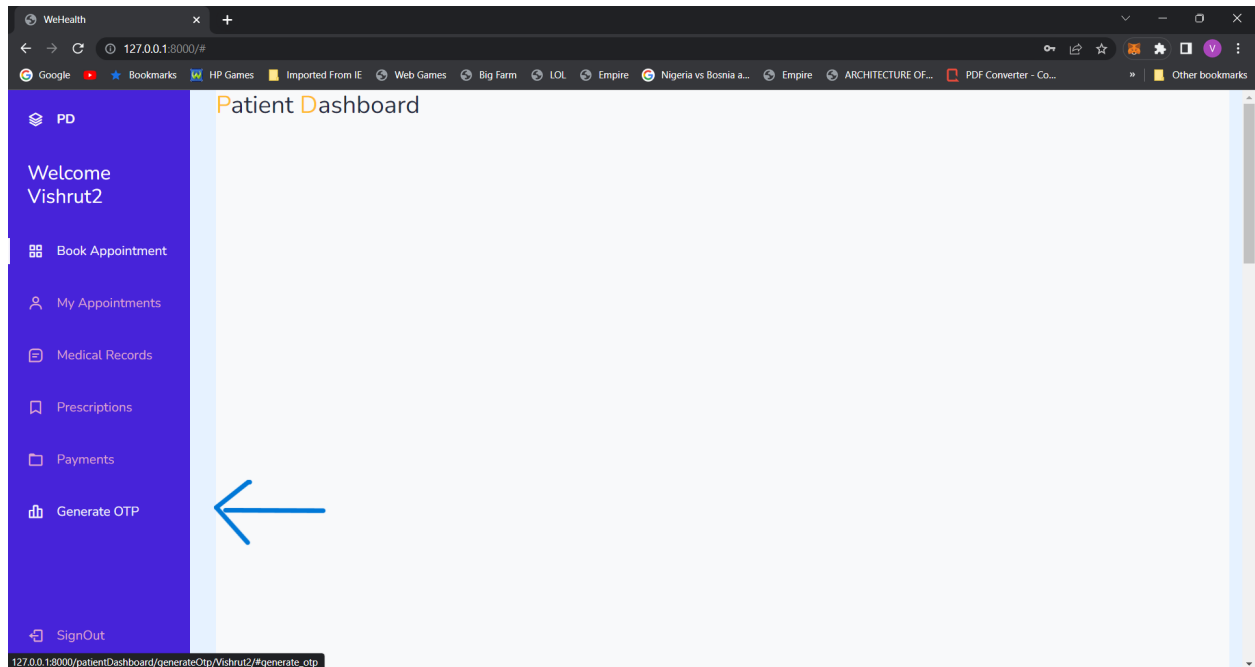 WeHealth
127.0.0.1:8000/#
V
Google
Bookmarks
HP Games
Imported From IE
Web Games
Big Farm
LOL
Empire
Nigeria vs Bosnia a...
Empire
ARCHITECTURE OF...
PDF Converter - Co...
»
Other bookmarks
PD
Patient Dashboard
Welcome
Vishrut2
Book Appointment
My Appointments
Medical Records
Prescriptions
Payments
Generate OTP
SignOut
127.0.0.1:8000/patientDashboard/generateOtp/Vishrut2/#generate_otp